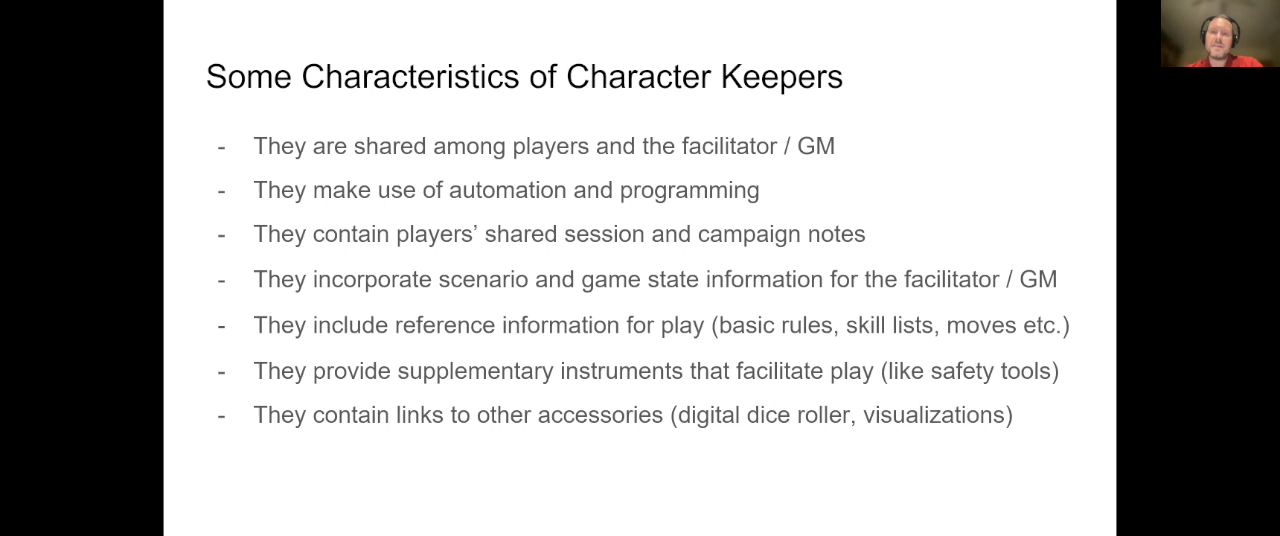 Some Characteristics of Character Keepers
- They are shared among players and the facilitator / GM
- They make use of automation and programming
- They contain players’ shared session and campaign notes
- They incorporate scenario and game state information for the facilitator / GM
- They include reference information for play (basic rules, skill lists, moves etc.)
- They provide supplementary instruments that facilitate play (like safety tools)
- They contain links to other accessories (digital dice roller, visualizations)